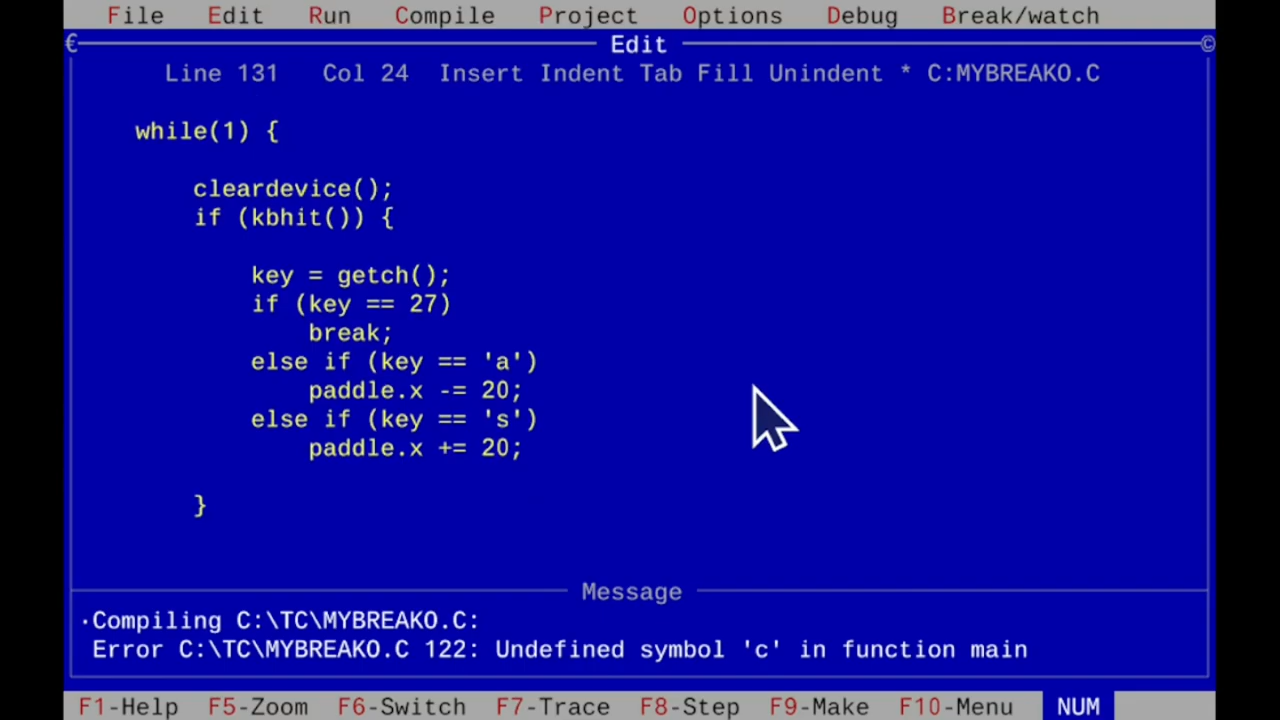 File Edit Run Compile Project Options Debug Break/watch
Edit
Line 131 Col 24 Insert Indent Tab Fill Unindent * C:MYBREAKO.C
while(1) {
cleardevice();
if (kbhit()) {
key = getch();
if (key == 27)
break;
else if (key == 'a')
paddle.x -= 20;
else if (key == 's')
paddle.x += 20;
}
Message
·Compiling C:\TC\MYBREAKO.C:
Error C:\TC\MYBREAKO.C 122: Undefined symbol 'c' in function main
F1-Help F5-Zoom F6-Switch F7-Trace F8-Step F9-Make F10-Menu NUM